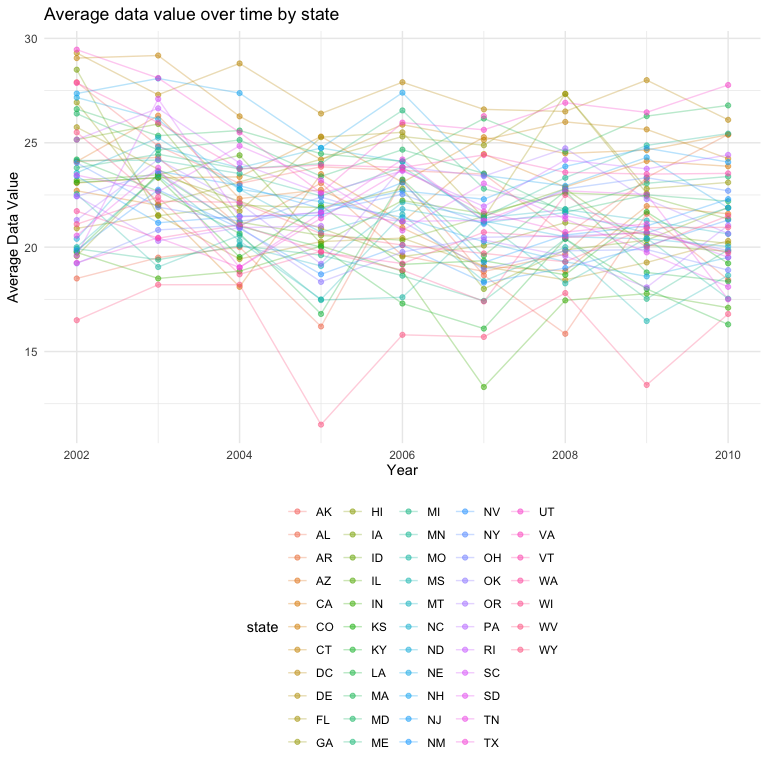 Average data value over time by state
30
25
20
15
Average Data Value
2002 2004 2006 2008 2010
Year
state
AK HI MI NV UT
AL IA MN NY VA
AR ID MO OH VT
AZ IL MS OK WA
CA IN MT OR WI
CO KS NC PA WV
CT KY ND RI WY
DC LA NE SC
DE MA NH SD
FL MD NJ TN
GA ME NM TX